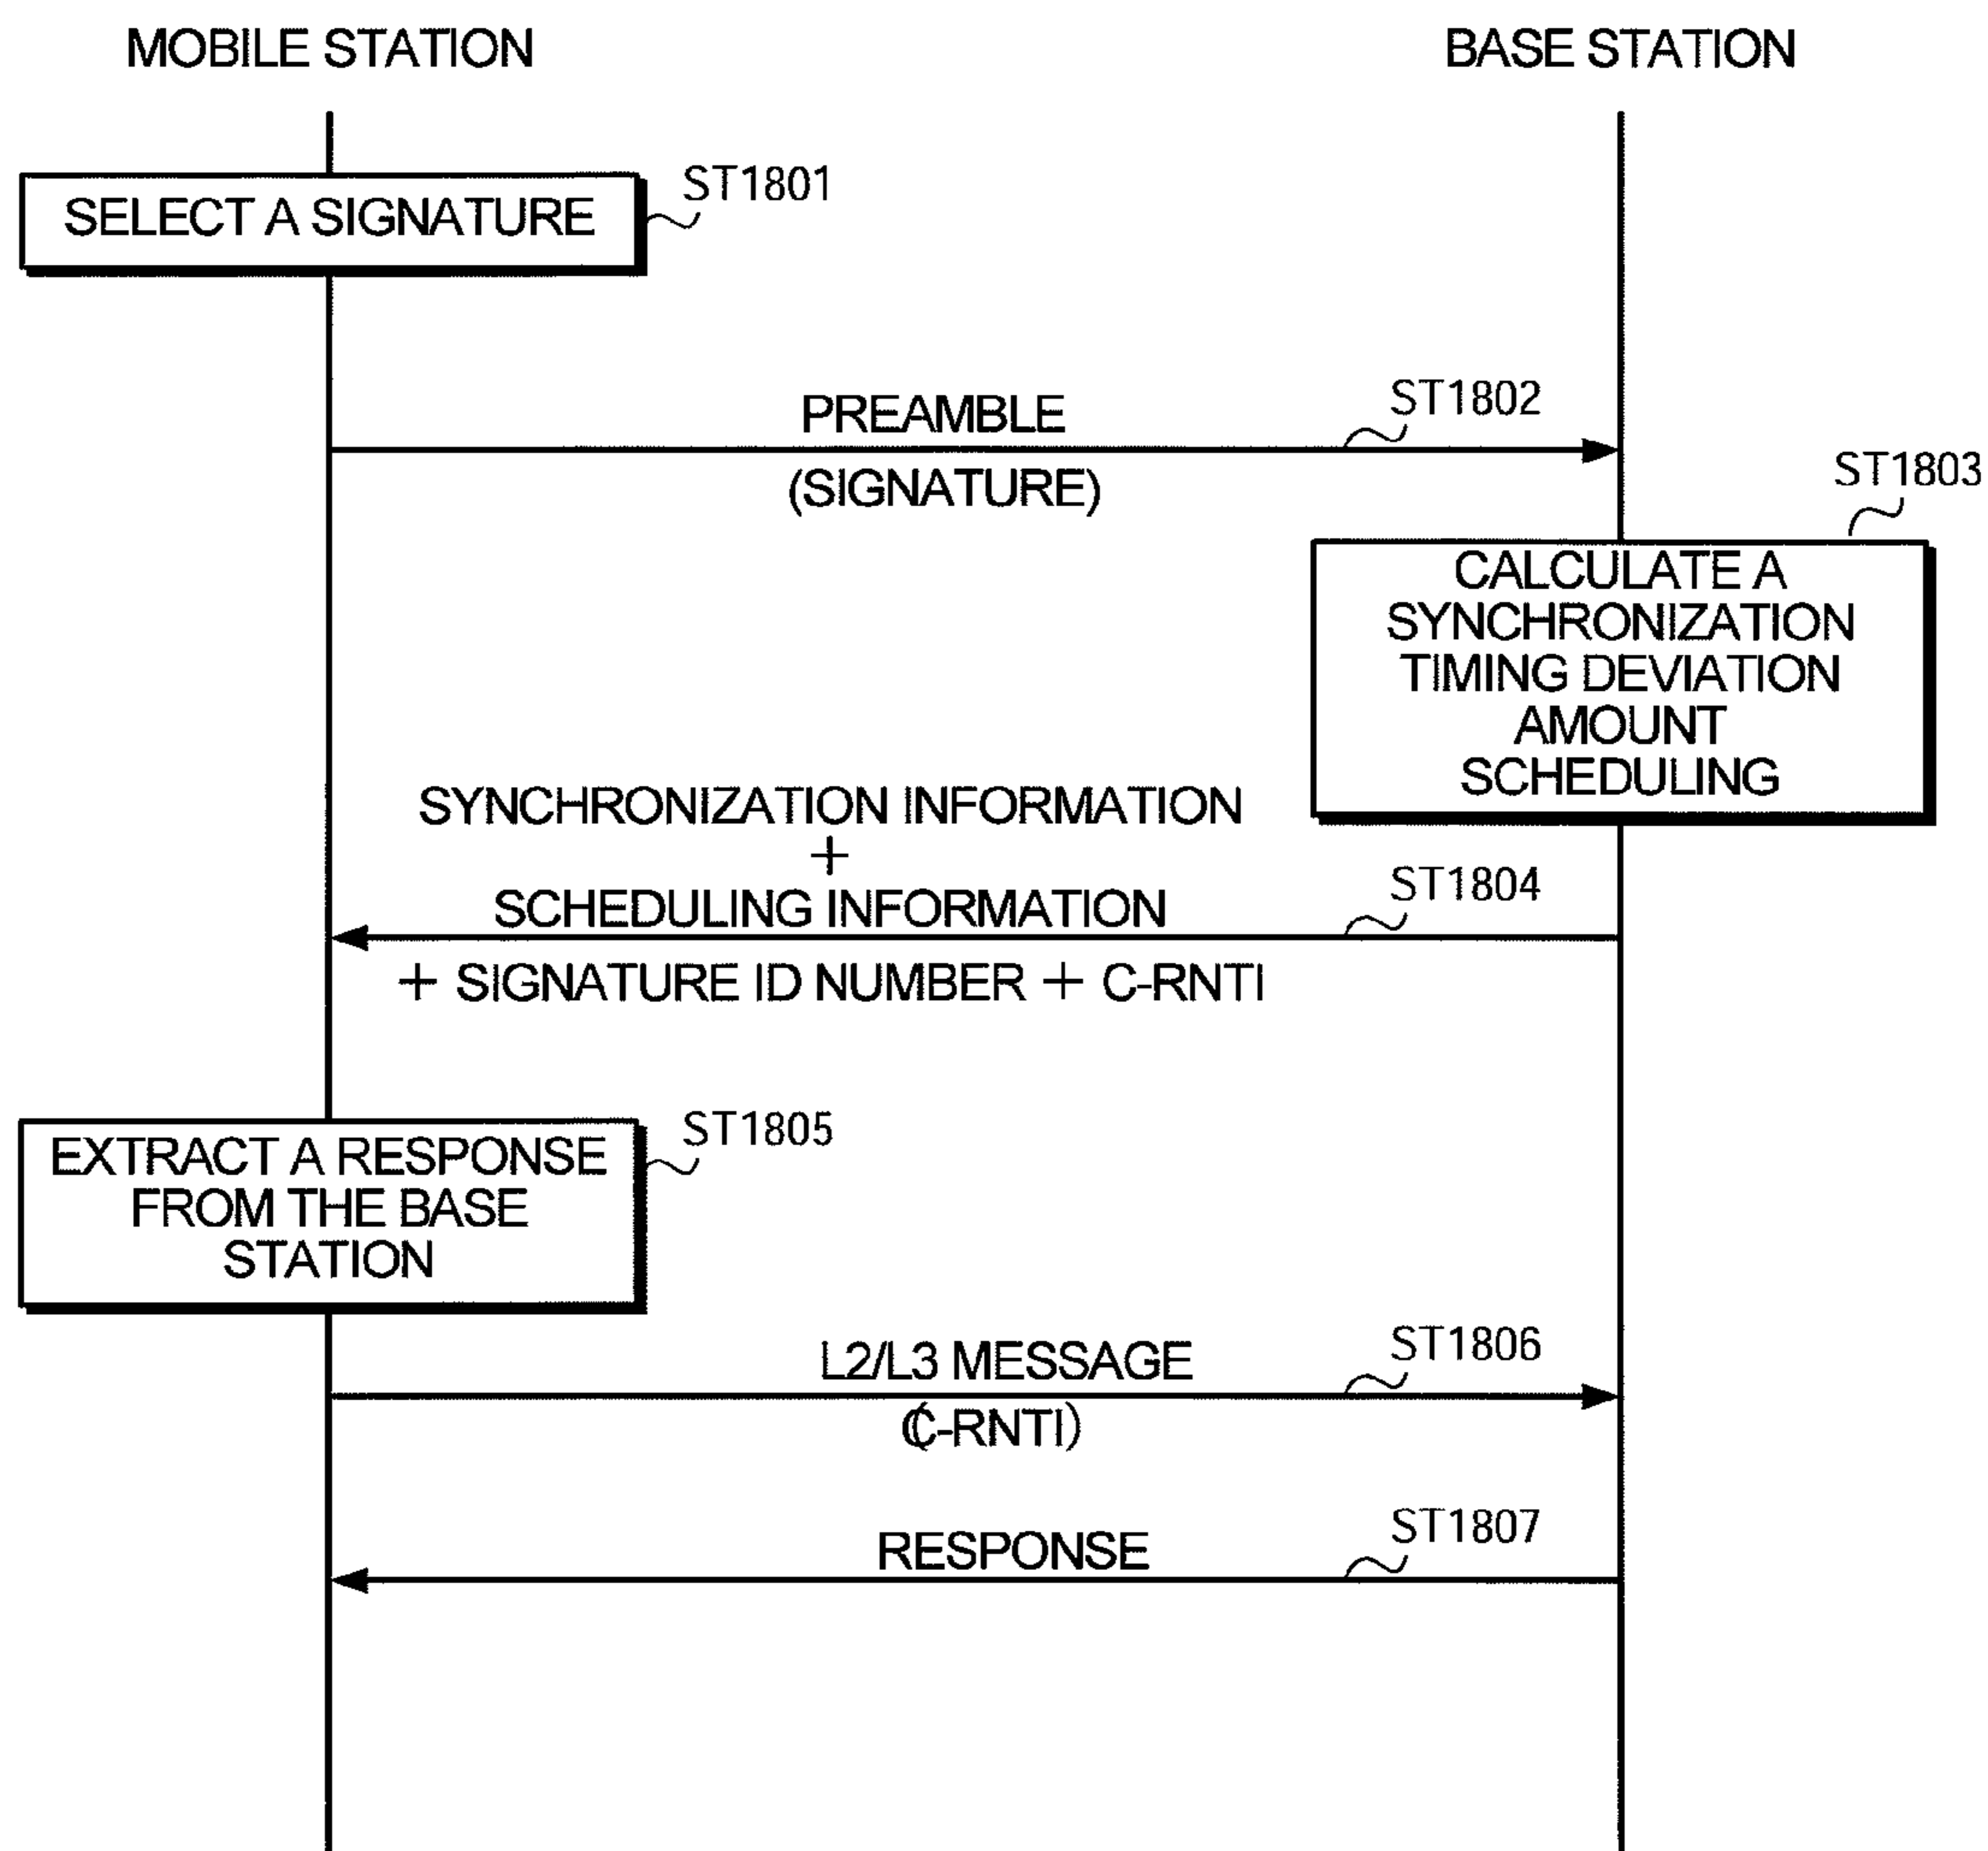 MOBILE STATION
BASE STATION
ST1801
SELECT A SIGNATURE
ST1802
PREAMBLE
(SIGNATURE)
ST1803
CALCULATE A
SYNCHRONIZATION
TIMING DEVIATION
AMOUNT
SCHEDULING
SYNCHRONIZATION INFORMATION
+
SCHEDULING INFORMATION
ST1804
+ SIGNATURE ID NUMBER + C-RNTI
ST1805
EXTRACT A RESPONSE
FROM THE BASE
STATION
L2/L3 MESSAGE
ST1806
(C-RNTI)
RESPONSE
ST1807